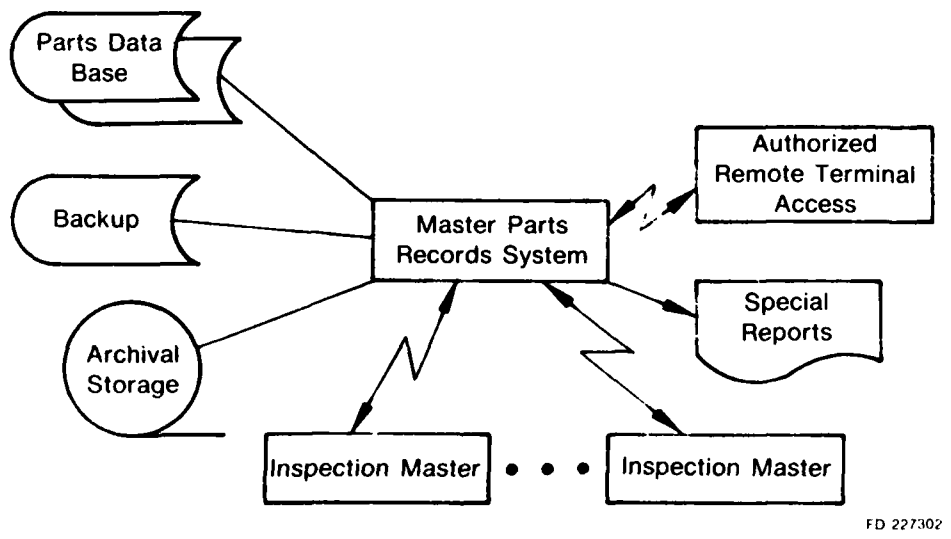 Parts Data
Base
Backup
Archival
Storage
Master Parts
Records System
Authorized
Remote Terminal
Access
Special
Reports
Inspection Master
Inspection Master
FD 227302